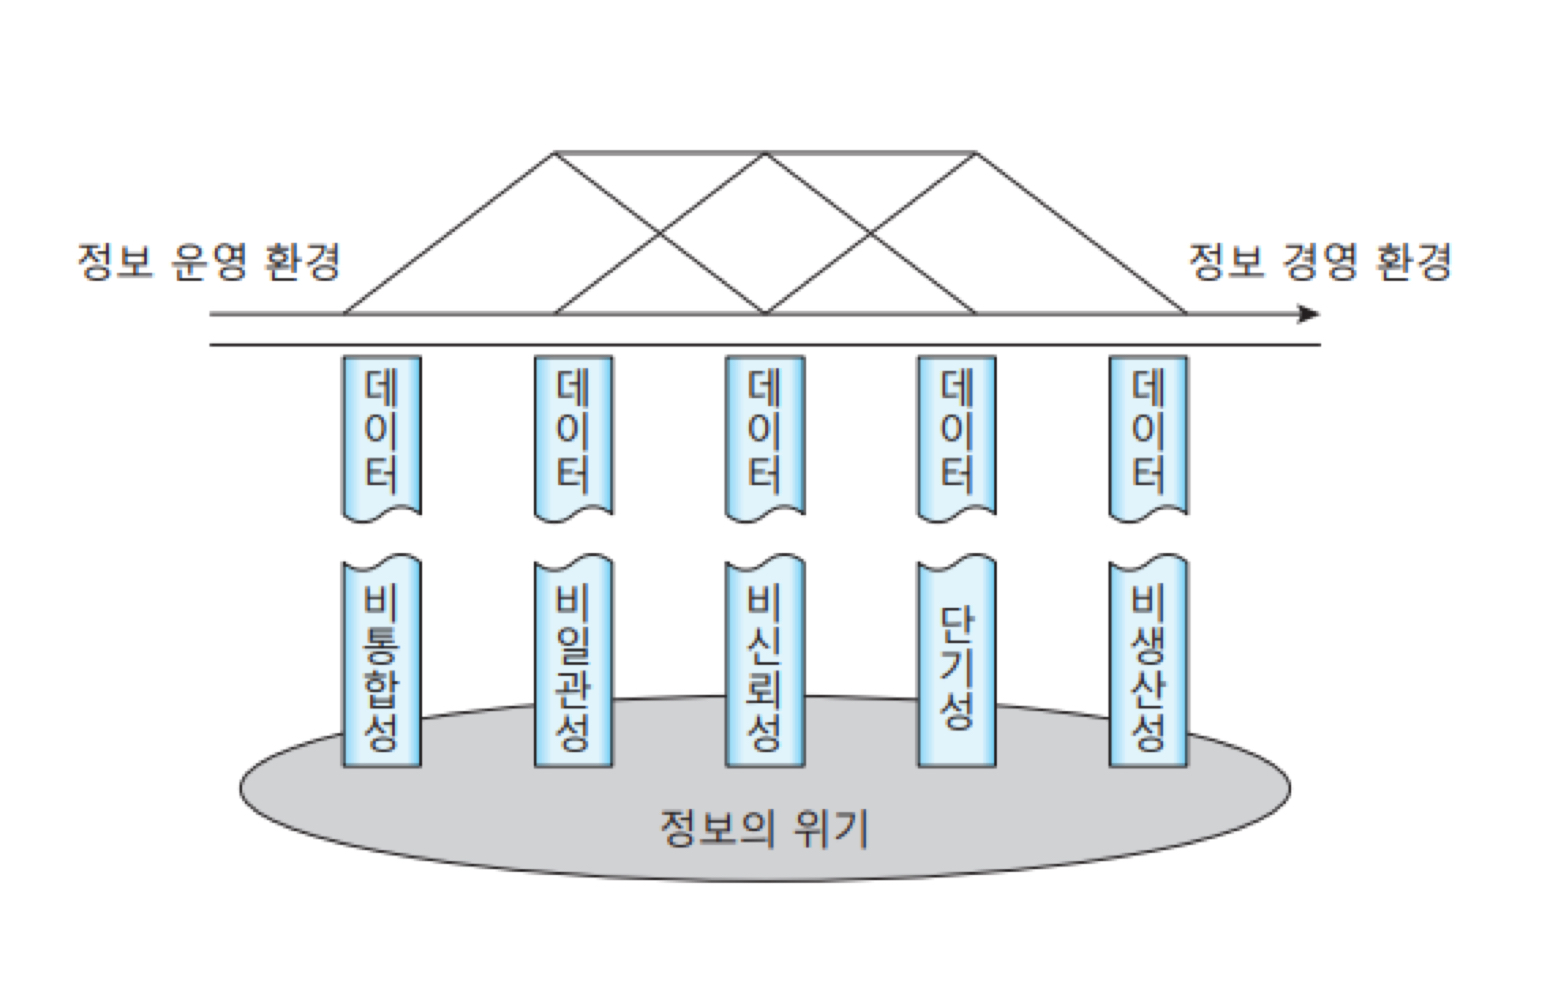 정보 운영 환경
정보 경영 환경
데이터
데이터
데이터
데이터
데이터
비통합성
비일관성
비신뢰성
단기성
비생산성
정보의 위기